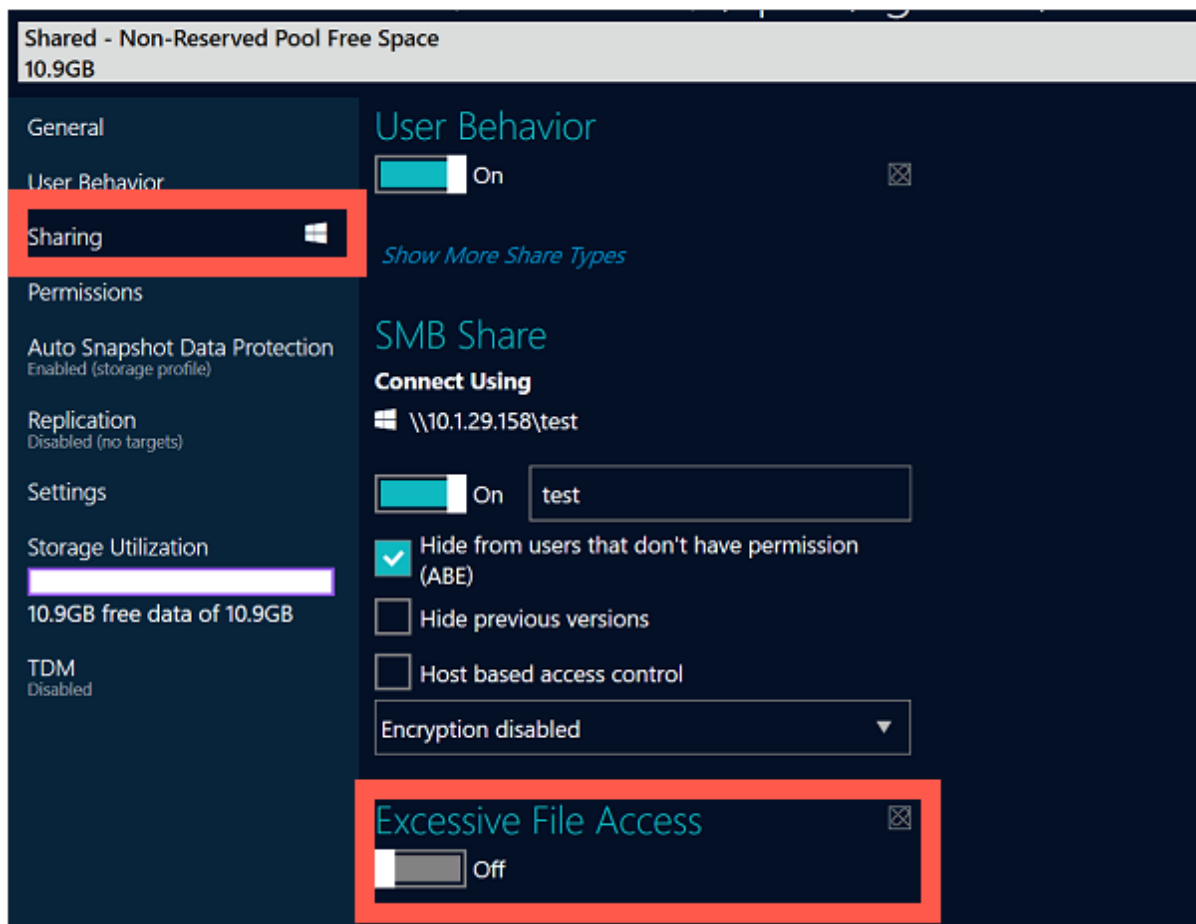 Shared - Non-Reserved Pool Free Space
10.9GB
General
User Behavior
Sharing
Permissions
Auto Snapshot Data Protection
Enabled (storage profile)
Replication
Disabled (no targets)
Settings
Storage Utilization
10.9GB free data of 10.9GB
TDM
Disabled
User Behavior
On
Show More Share Types
SMB Share
Connect Using
\\10.1.29.158\test
On
test
Hide from users that don't have permission
(ABE)
Hide previous versions
Host based access control
Encryption disabled
Excessive File Access
Off